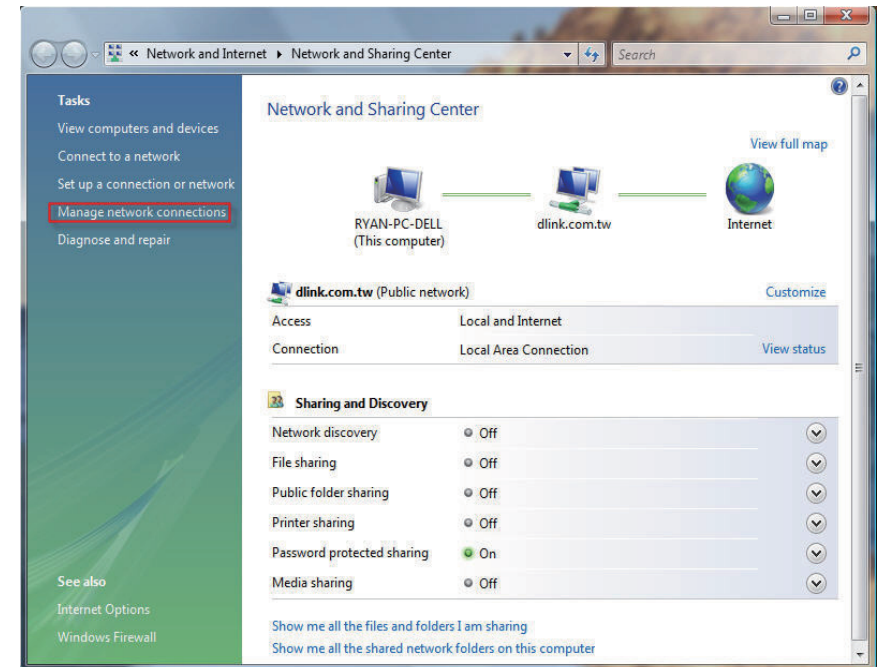 « Network and Internet ▸ Network and Sharing Center
Search
Tasks
View computers and devices
Connect to a network
Set up a connection or network
Manage network connections
Diagnose and repair
See also
Internet Options
Windows Firewall
Network and Sharing Center
View full map
RYAN-PC-DELL
(This computer)
dlink.com.tw
Internet
dlink.com.tw (Public network) Customize
Access Local and Internet
Connection Local Area Connection View status
Sharing and Discovery
Network discovery Off
File sharing Off
Public folder sharing Off
Printer sharing Off
Password protected sharing On
Media sharing Off
Show me all the files and folders I am sharing
Show me all the shared network folders on this computer